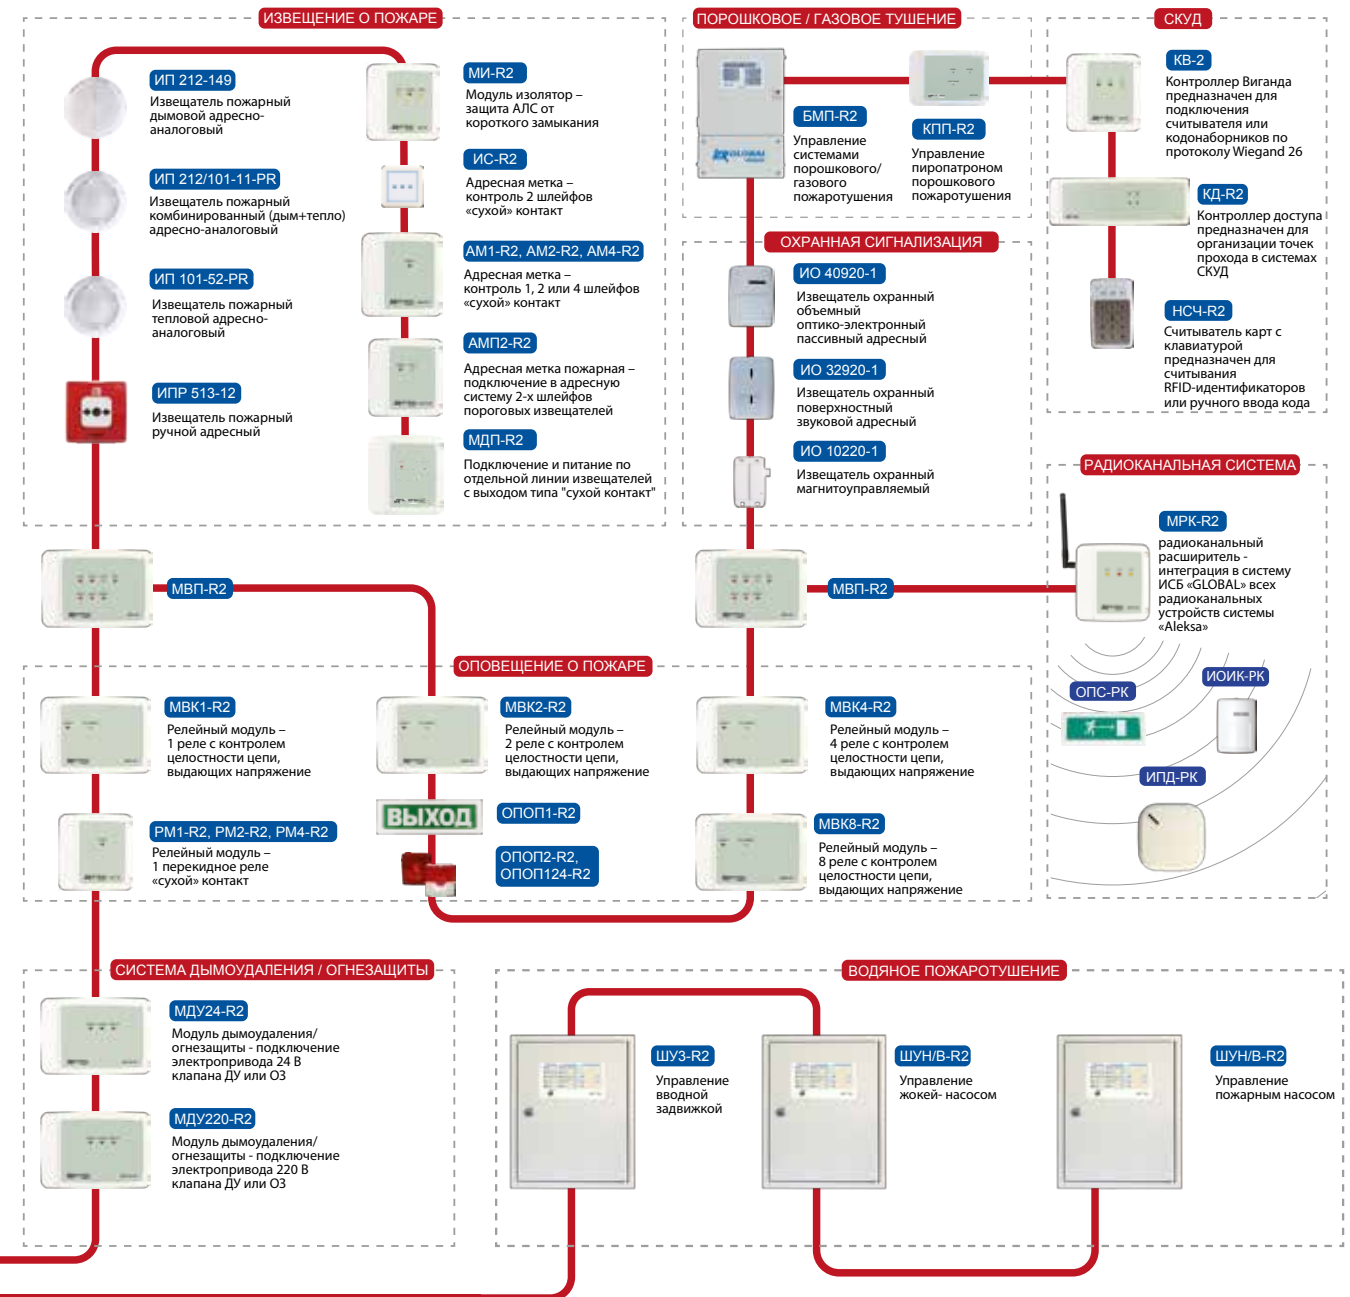 ИЗВЕЩЕНИЕ О ПОЖАРЕ
ИП 212-149
Извещатель пожарный
дымовой адресно-
аналоговый
ИП 212/101-11-PR
Извещатель пожарный
комбинированный (дым+тепло)
адресно-аналоговый
ИП 101-52-PR
Извещатель пожарный
тепловой адресно-
аналоговый
ИПР 513-12
Извещатель пожарный
ручной адресный
МИ-R2
Модуль изолятор –
защита АЛС от
короткого замыкания
ИС-R2
Адресная метка –
контроль 2 шлейфов
«сухой» контакт
АМ1-R2, АМ2-R2, АМ4-R2
Адресная метка –
контроль 1, 2 или 4 шлейфов
«сухой» контакт
АМП2-R2
Адресная метка пожарная –
подключение в адресную
систему 2-х шлейфов
пороговых извещателей
МДП-R2
Подключение и питание по
отдельной линии извещателей
с выходом типа "сухой контакт"
ПОРОШКОВОЕ / ГАЗОВОЕ ТУШЕНИЕ
GLOBAL
БМП-R2
Управление
системами
порошкового/
газового
пожаротушения
КПП-R2
Управление
пиропатроном
порошкового
пожаротушения
СКУД
КВ-2
Контроллер Виганда
предназначен для
подключения
считывателя или
кодонаборников по
протоколу Wiegand 26
КД-R2
Контроллер доступа
предназначен для
организации точек
прохода в системах
СКУД
НСЧ-R2
Считыватель карт с
клавиатурой
предназначен для
считывания
RFID-идентификаторов
или ручного ввода кода
ОХРАННАЯ СИГНАЛИЗАЦИЯ
ИО 40920-1
Извещатель охранный
объемный
оптико-электронный
пассивный адресный
ИО 32920-1
Извещатель охранный
поверхностный
звуковой адресный
ИО 10220-1
Извещатель охранный
магнитоуправляемый
РАДИОКАНАЛЬНАЯ СИСТЕМА
МРК-R2
радиоканальный
расширитель -
интеграция в систему
ИСБ «GLOBAL» всех
радиоканальных
устройств системы
«Aleksa»
ОПС-РК
ИОИК-РК
ИПД-РК
МВП-R2
МВП-R2
ОПОВЕЩЕНИЕ О ПОЖАРЕ
МВК1-R2
Релейный модуль –
1 реле с контролем
целостности цепи,
выдающих напряжение
РМ1-R2, РМ2-R2, РМ4-R2
Релейный модуль –
1 перекидное реле
«сухой» контакт
МВК2-R2
Релейный модуль –
2 реле с контролем
целостности цепи,
выдающих напряжение
ВЫХОД
ОПОП1-R2
ОПОП2-R2,
ОПОП124-R2
МВК4-R2
Релейный модуль –
4 реле с контролем
целостности цепи,
выдающих напряжение
МВК8-R2
Релейный модуль –
8 реле с контролем
целостности цепи,
выдающих напряжение
СИСТЕМА ДЫМОУДАЛЕНИЯ / ОГНЕЗАЩИТЫ
МДУ24-R2
Модуль дымоудаления/
огнезащиты - подключение
электропривода 24 В
клапана ДУ или ОЗ
МДУ220-R2
Модуль дымоудаления/
огнезащиты - подключение
электропривода 220 В
клапана ДУ или ОЗ
ВОДЯНОЕ ПОЖАРОТУШЕНИЕ
ШУЗ-R2
Управление
вводной
задвижкой
ШУН/В-R2
Управление
жокей- насосом
ШУН/В-R2
Управление
пожарным насосом